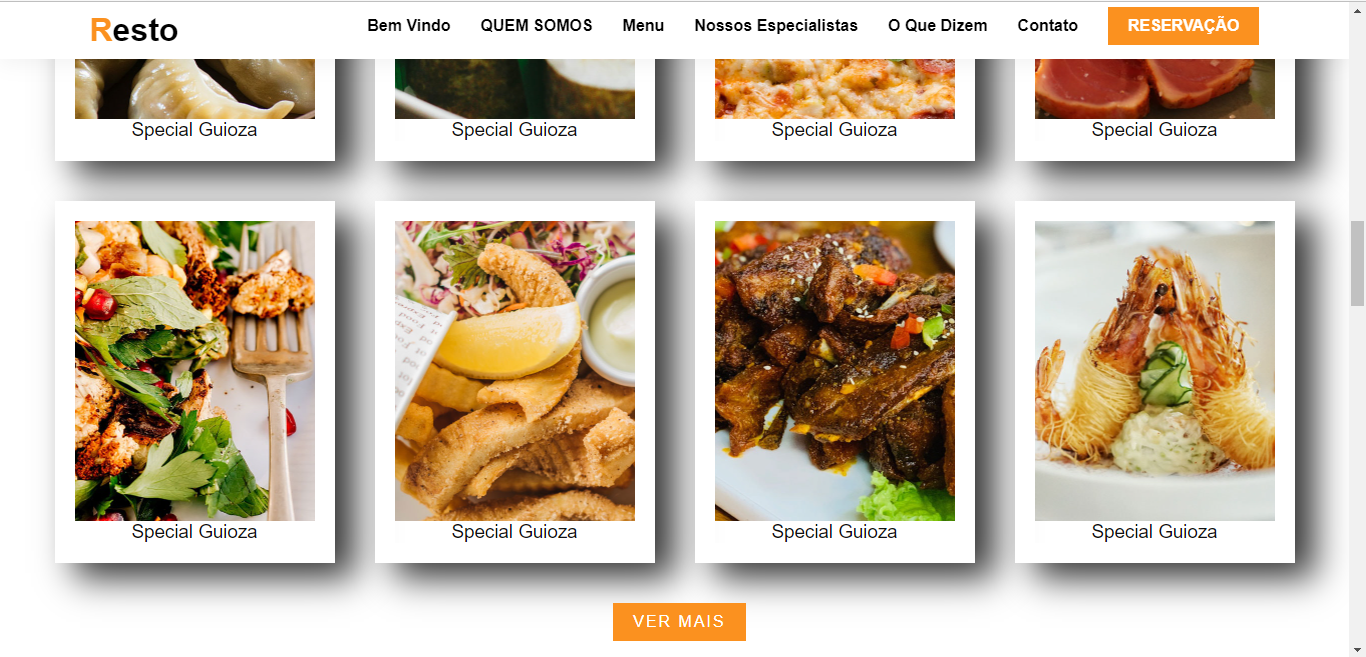 Resto
Bem Vindo QUEM SOMOS Menu Nossos Especialistas O Que Dizem Contato RESERVAÇÃO
Special Guioza Special Guioza Special Guioza Special Guioza
Special Guioza Special Guioza Special Guioza Special Guioza
VER MAIS